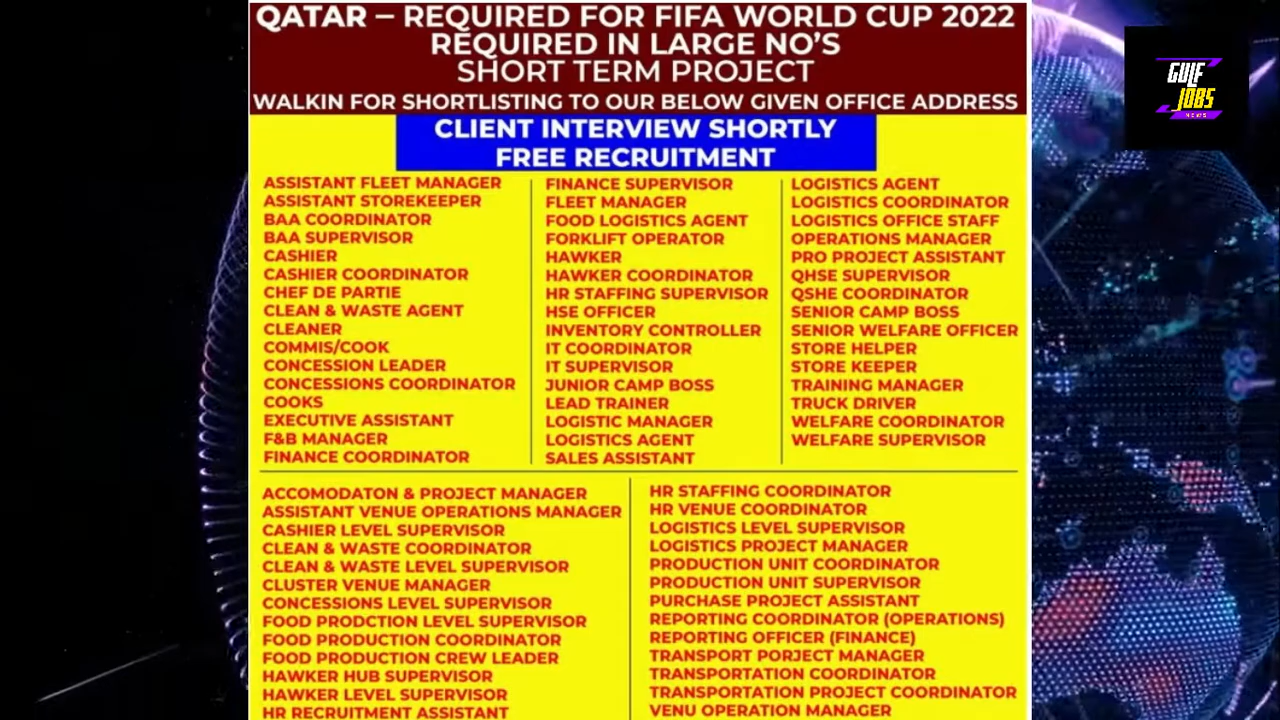 QATAR – REQUIRED FOR FIFA WORLD CUP 2022
REQUIRED IN LARGE NO'S
SHORT TERM PROJECT
WALKIN FOR SHORTLISTING TO OUR BELOW GIVEN OFFICE ADDRESS
CLIENT INTERVIEW SHORTLY
FREE RECRUITMENT
GULF
JOBS
NEWS
ASSISTANT FLEET MANAGER
ASSISTANT STOREKEEPER
BAA COORDINATOR
BAA SUPERVISOR
CASHIER
CASHIER COORDINATOR
CHEF DE PARTIE
CLEAN & WASTE AGENT
CLEANER
COMMIS/COOK
CONCESSION LEADER
CONCESSIONS COORDINATOR
COOKS
EXECUTIVE ASSISTANT
F&B MANAGER
FINANCE COORDINATOR
FINANCE SUPERVISOR
FLEET MANAGER
FOOD LOGISTICS AGENT
FORKLIFT OPERATOR
HAWKER
HAWKER COORDINATOR
HR STAFFING SUPERVISOR
HSE OFFICER
INVENTORY CONTROLLER
IT COORDINATOR
IT SUPERVISOR
JUNIOR CAMP BOSS
LEAD TRAINER
LOGISTIC MANAGER
LOGISTICS AGENT
SALES ASSISTANT
LOGISTICS AGENT
LOGISTICS COORDINATOR
LOGISTICS OFFICE STAFF
OPERATIONS MANAGER
PRO PROJECT ASSISTANT
QHSE SUPERVISOR
QSHE COORDINATOR
SENIOR CAMP BOSS
SENIOR WELFARE OFFICER
STORE HELPER
STORE KEEPER
TRAINING MANAGER
TRUCK DRIVER
WELFARE COORDINATOR
WELFARE SUPERVISOR
ACCOMODATON & PROJECT MANAGER
ASSISTANT VENUE OPERATIONS MANAGER
CASHIER LEVEL SUPERVISOR
CLEAN & WASTE COORDINATOR
CLEAN & WASTE LEVEL SUPERVISOR
CLUSTER VENUE MANAGER
CONCESSIONS LEVEL SUPERVISOR
FOOD PRODCTION LEVEL SUPERVISOR
FOOD PRODUCTION COORDINATOR
FOOD PRODUCTION CREW LEADER
HAWKER HUB SUPERVISOR
HAWKER LEVEL SUPERVISOR
HR RECRUITMENT ASSISTANT
HR STAFFING COORDINATOR
HR VENUE COORDINATOR
LOGISTICS LEVEL SUPERVISOR
LOGISTICS PROJECT MANAGER
PRODUCTION UNIT COORDINATOR
PRODUCTION UNIT SUPERVISOR
PURCHASE PROJECT ASSISTANT
REPORTING COORDINATOR (OPERATIONS)
REPORTING OFFICER (FINANCE)
TRANSPORT PORJECT MANAGER
TRANSPORTATION COORDINATOR
TRANSPORTATION PROJECT COORDINATOR
VENU OPERATION MANAGER